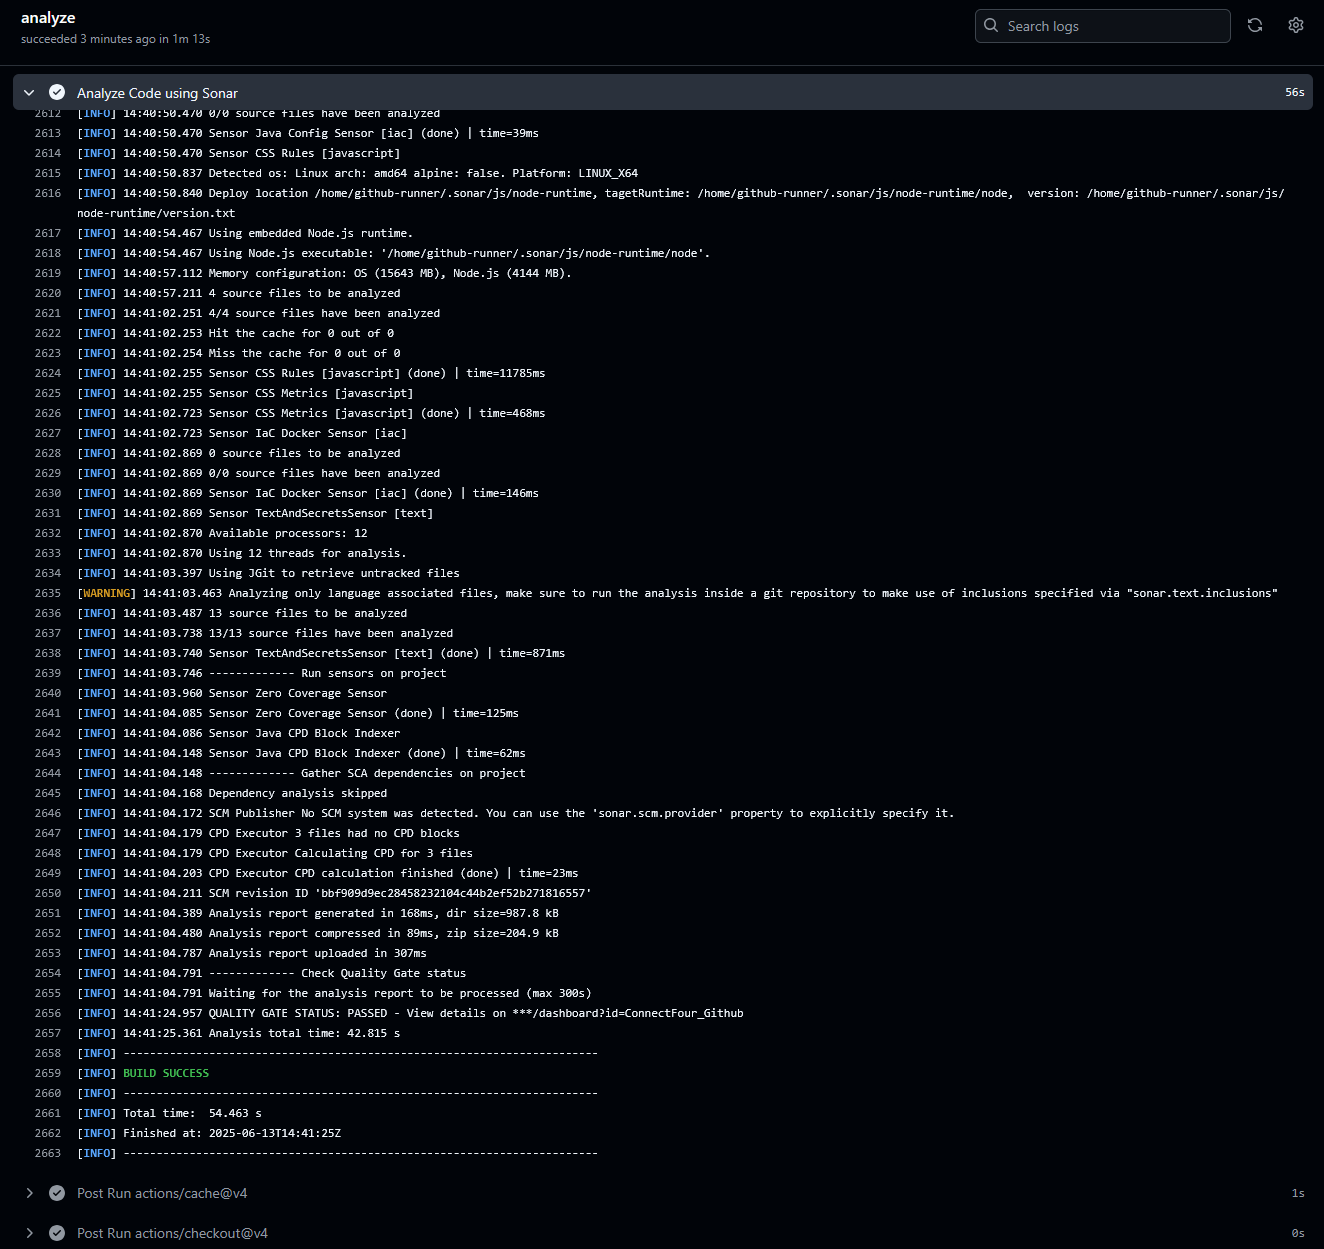 analyze
succeeded 3 minutes ago in 1m 13s
Search logs
Analyze Code using Sonar 56s
2612 [INFO] 14:40:50.470 0/0 source files have been analyzed
2613 [INFO] 14:40:50.470 Sensor Java Config Sensor [iac] (done) | time=39ms
2614 [INFO] 14:40:50.470 Sensor CSS Rules [javascript]
2615 [INFO] 14:40:50.837 Detected os: Linux arch: amd64 alpine: false. Platform: LINUX_X64
2616 [INFO] 14:40:50.840 Deploy location /home/github-runner/.sonar/js/node-runtime, tagetRuntime: /home/github-runner/.sonar/js/node-runtime/node,  version: /home/github-runner/.sonar/js/
node-runtime/version.txt
2617 [INFO] 14:40:54.467 Using embedded Node.js runtime.
2618 [INFO] 14:40:54.467 Using Node.js executable: '/home/github-runner/.sonar/js/node-runtime/node'.
2619 [INFO] 14:40:57.112 Memory configuration: OS (15643 MB), Node.js (4144 MB).
2620 [INFO] 14:40:57.211 4 source files to be analyzed
2621 [INFO] 14:41:02.251 4/4 source files have been analyzed
2622 [INFO] 14:41:02.253 Hit the cache for 0 out of 0
2623 [INFO] 14:41:02.254 Miss the cache for 0 out of 0
2624 [INFO] 14:41:02.255 Sensor CSS Rules [javascript] (done) | time=11785ms
2625 [INFO] 14:41:02.255 Sensor CSS Metrics [javascript]
2626 [INFO] 14:41:02.723 Sensor CSS Metrics [javascript] (done) | time=468ms
2627 [INFO] 14:41:02.723 Sensor IaC Docker Sensor [iac]
2628 [INFO] 14:41:02.869 0 source files to be analyzed
2629 [INFO] 14:41:02.869 0/0 source files have been analyzed
2630 [INFO] 14:41:02.869 Sensor IaC Docker Sensor [iac] (done) | time=146ms
2631 [INFO] 14:41:02.869 Sensor TextAndSecretsSensor [text]
2632 [INFO] 14:41:02.870 Available processors: 12
2633 [INFO] 14:41:02.870 Using 12 threads for analysis.
2634 [INFO] 14:41:03.397 Using JGit to retrieve untracked files
2635 [WARNING] 14:41:03.463 Analyzing only language associated files, make sure to run the analysis inside a git repository to make use of inclusions specified via "sonar.text.inclusions"
2636 [INFO] 14:41:03.487 13 source files to be analyzed
2637 [INFO] 14:41:03.738 13/13 source files have been analyzed
2638 [INFO] 14:41:03.740 Sensor TextAndSecretsSensor [text] (done) | time=871ms
2639 [INFO] 14:41:03.746 ------------- Run sensors on project
2640 [INFO] 14:41:03.960 Sensor Zero Coverage Sensor
2641 [INFO] 14:41:04.085 Sensor Zero Coverage Sensor (done) | time=125ms
2642 [INFO] 14:41:04.086 Sensor Java CPD Block Indexer
2643 [INFO] 14:41:04.148 Sensor Java CPD Block Indexer (done) | time=62ms
2644 [INFO] 14:41:04.148 ------------- Gather SCA dependencies on project
2645 [INFO] 14:41:04.168 Dependency analysis skipped
2646 [INFO] 14:41:04.172 SCM Publisher No SCM system was detected. You can use the 'sonar.scm.provider' property to explicitly specify it.
2647 [INFO] 14:41:04.179 CPD Executor 3 files had no CPD blocks
2648 [INFO] 14:41:04.179 CPD Executor Calculating CPD for 3 files
2649 [INFO] 14:41:04.203 CPD Executor CPD calculation finished (done) | time=23ms
2650 [INFO] 14:41:04.211 SCM revision ID 'bbf909d9ec28458232104c44b2ef52b271816557'
2651 [INFO] 14:41:04.389 Analysis report generated in 168ms, dir size=987.8 kB
2652 [INFO] 14:41:04.480 Analysis report compressed in 89ms, zip size=204.9 kB
2653 [INFO] 14:41:04.787 Analysis report uploaded in 307ms
2654 [INFO] 14:41:04.791 ------------- Check Quality Gate status
2655 [INFO] 14:41:04.791 Waiting for the analysis report to be processed (max 300s)
2656 [INFO] 14:41:24.957 QUALITY GATE STATUS: PASSED - View details on ***/dashboard?id=ConnectFour_Github
2657 [INFO] 14:41:25.361 Analysis total time: 42.815 s
2658 [INFO] ------------------------------------------------------------------------
2659 [INFO] BUILD SUCCESS
2660 [INFO] ------------------------------------------------------------------------
2661 [INFO] Total time:  54.463 s
2662 [INFO] Finished at: 2025-06-13T14:41:25Z
2663 [INFO] ------------------------------------------------------------------------
Post Run actions/cache@v4 1s
Post Run actions/checkout@v4 0s